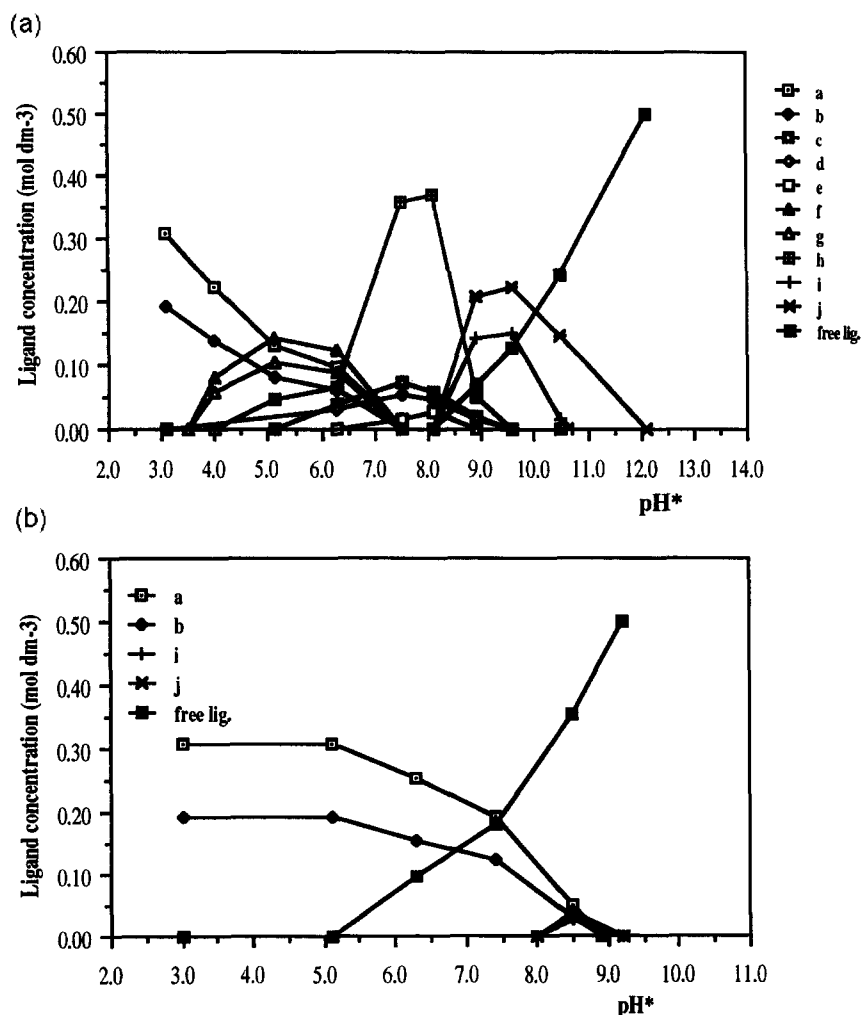 (a)
Ligand concentration (mol dm-3)
0.60
0.50
0.40
0.30
0.20
0.10
0.00
2.0 3.0 4.0 5.0 6.0 7.0 8.0 9.0 10.0 11.0 12.0 13.0 14.0
pH*
a
b
c
d
e
f
g
h
i
j
free lig.
(b)
Ligand concentration (mol dm-3)
0.60
0.50
0.40
0.30
0.20
0.10
0.00
a
b
i
j
free lig.
2.0 3.0 4.0 5.0 6.0 7.0 8.0 9.0 10.0 11.0
pH*